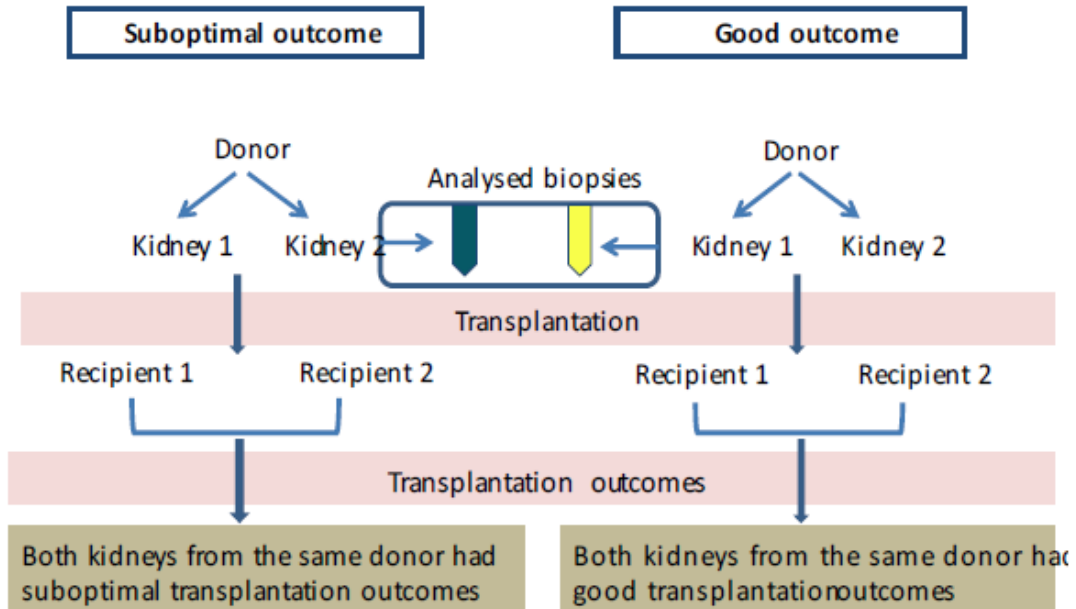 Suboptimal outcome
Good outcome
Donor
Analysed biopsies
Donor
Kidney 1
Kidney 2
Kidney 1
Kidney 2
Transplantation
Recipient 1
Recipient 2
Recipient 1
Recipient 2
Transplantation outcomes
Both kidneys from the same donor had
suboptimal transplantation outcomes
Both kidneys from the same donor had
good transplantationoutcomes